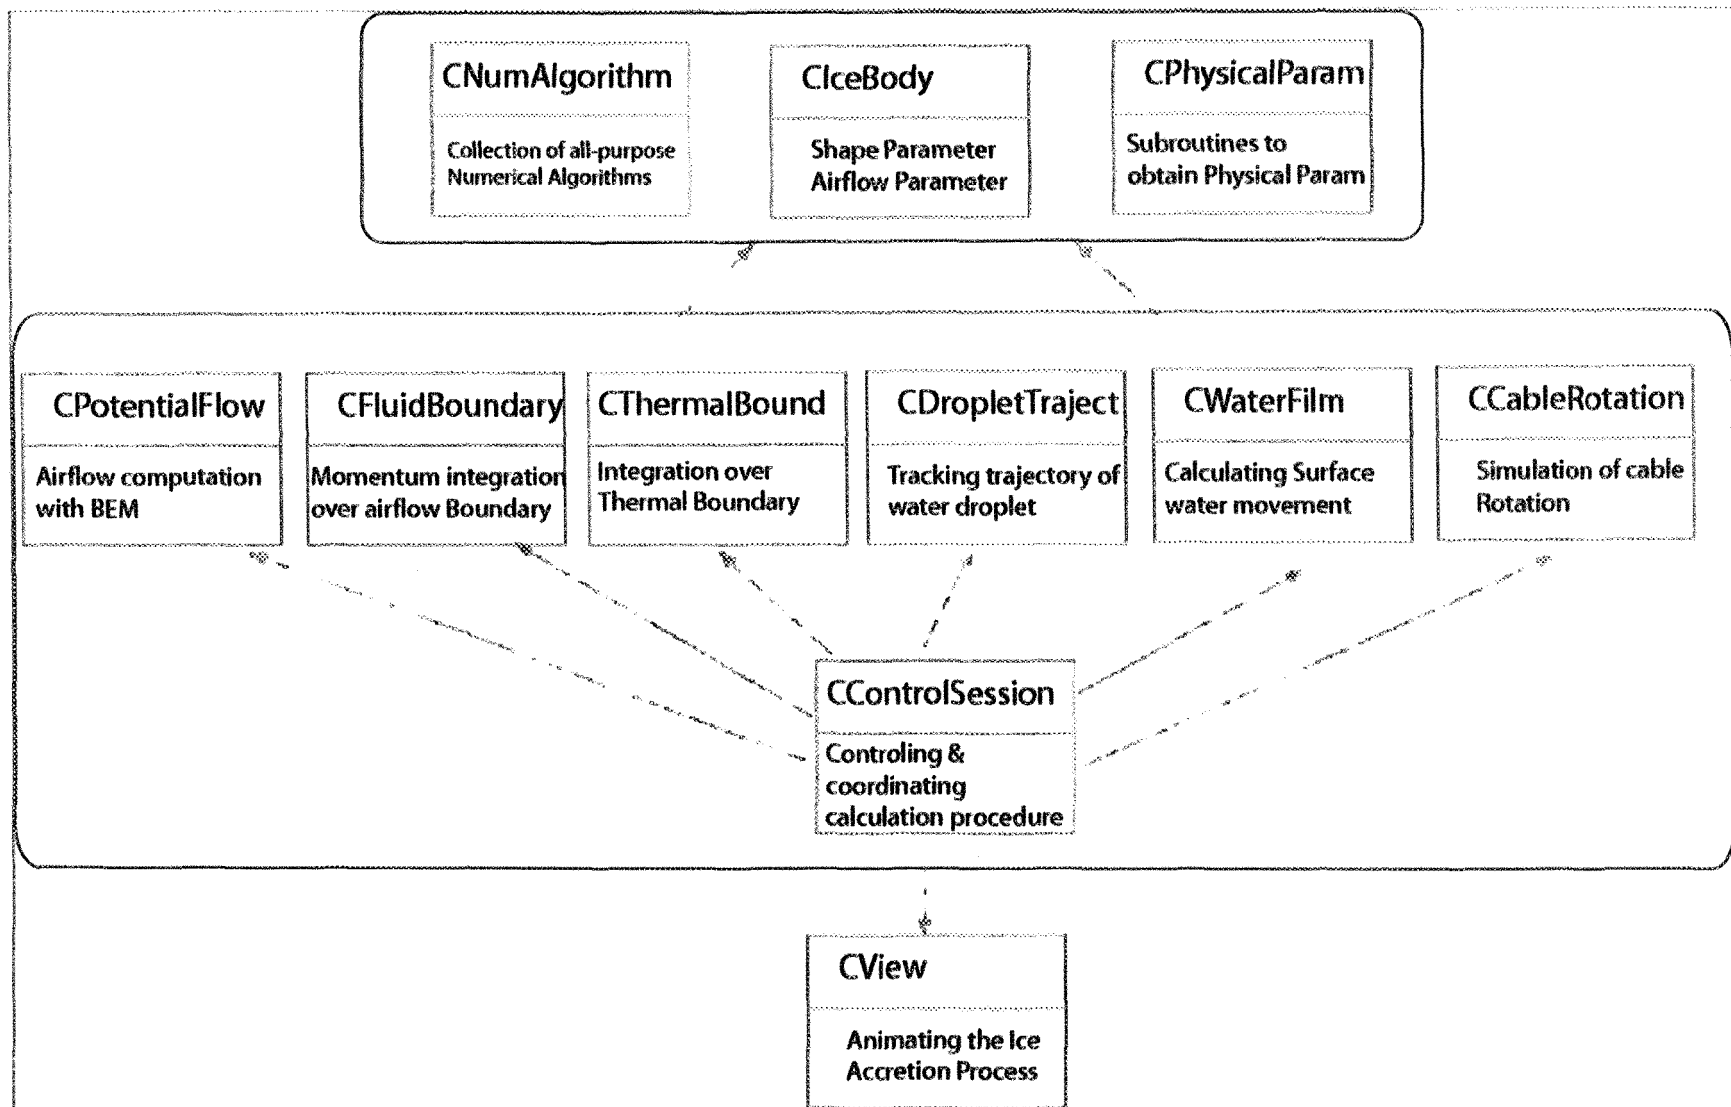 CNumAlgorithm
Collection of all-purpose
Numerical Algorithms
CIceBody
Shape Parameter
Airflow Parameter
CPhysicalParam
Subroutines to
obtain Physical Param
CPotentialFlow
Airflow computation
with BEM
CFluidBoundary
Momentum integration
over airflow Boundary
CThermalBound
Integration over
Thermal Boundary
CDropletTraject
Tracking trajectory of
water droplet
CWaterFilm
Calculating Surface
water movement
CCableRotation
Simulation of cable
Rotation
CControlSession
Controling &
coordinating
calculation procedure
CView
Animating the Ice
Accretion Process